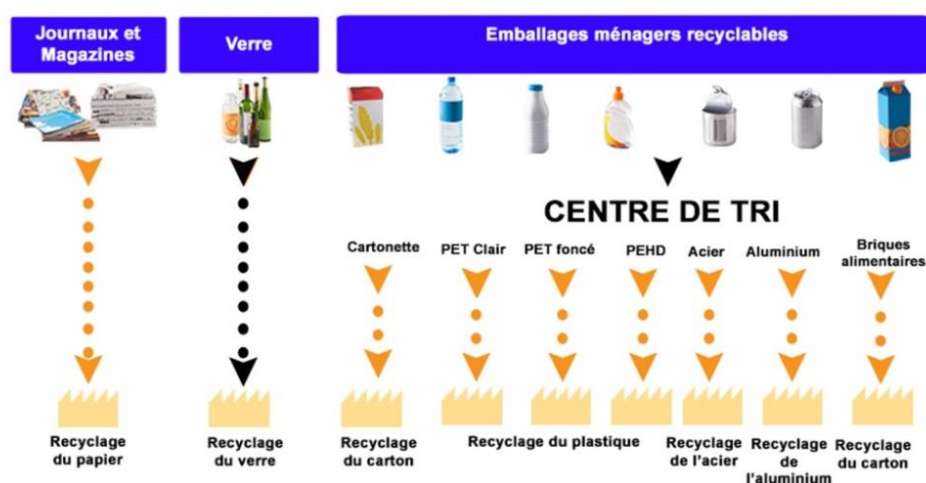 Journaux et
Magazines
Verre
Emballages ménagers recyclables
CENTRE DE TRI
Cartonette
PET Clair
PET foncé
PEHD
Acier
Aluminium
Briques
alimentaires
Recyclage
du papier
Recyclage
du verre
Recyclage
du carton
Recyclage du plastique
Recyclage
de l'acier
Recyclage
de
l'aluminium
Recyclage
du carton